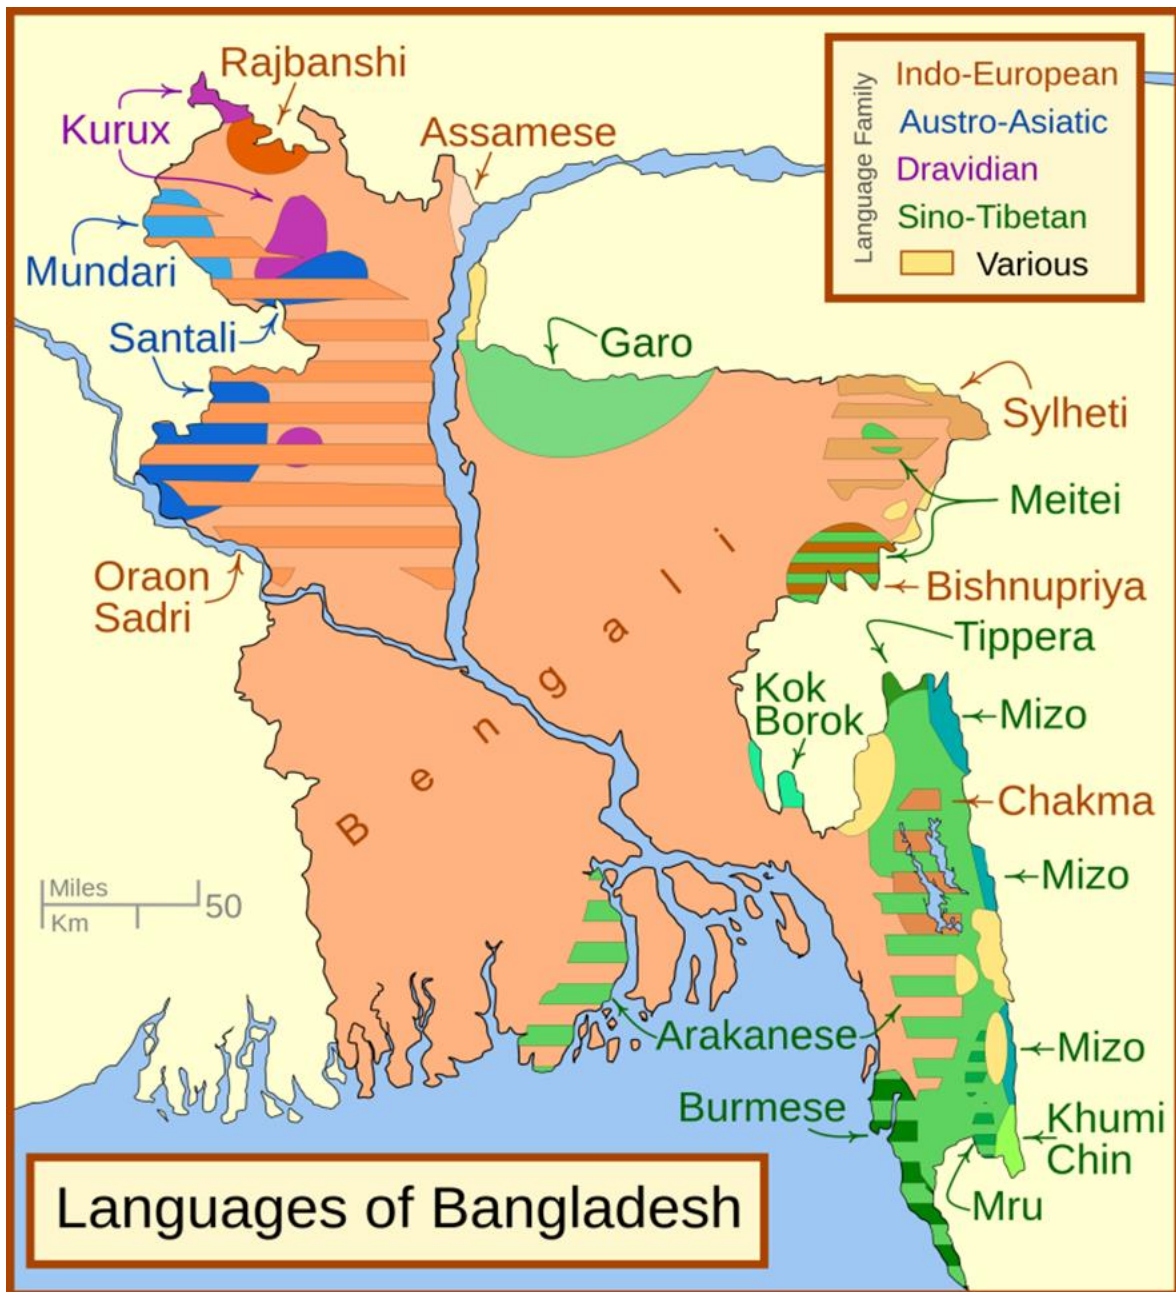 Rajbanshi
Kurux
Assamese
Language Family
Indo-European
Austro-Asiatic
Dravidian
Sino-Tibetan
Various
Mundari
Santali
Garo
Sylheti
Meitei
Oraon
Sadri
Bishnupriya
Tippera
Bengali
Kok
Borok
Mizo
Chakma
Mizo
Miles
Km
50
Arakanese
Mizo
Burmese
Khumi
Chin
Mru
Languages of Bangladesh